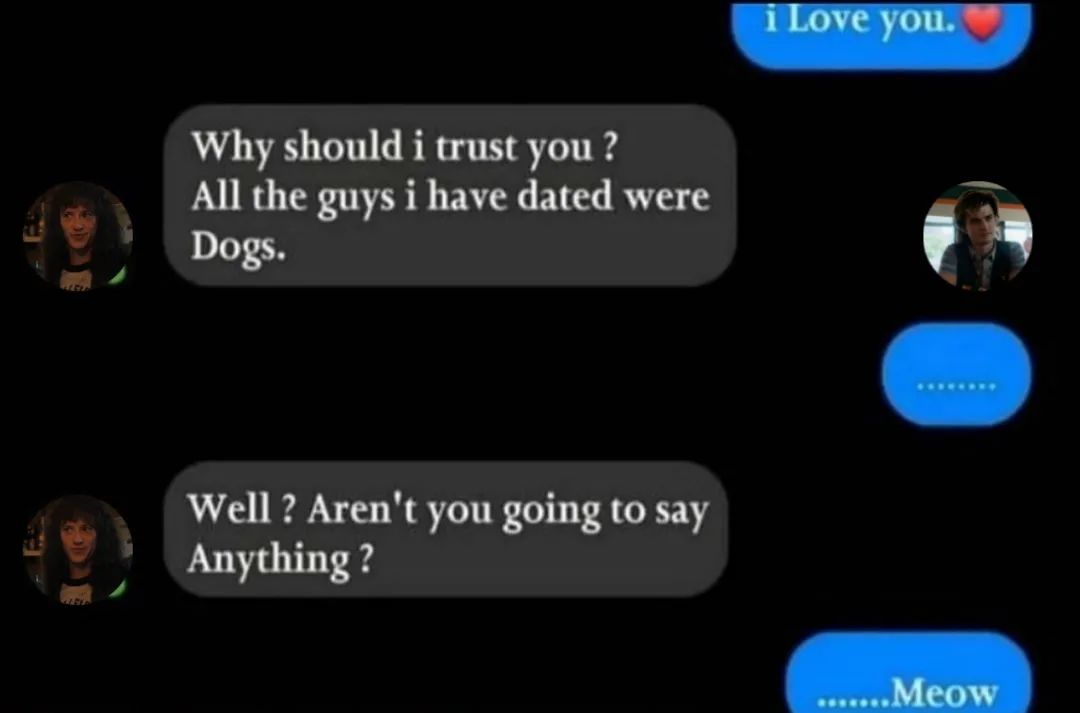 i Love you.❤️
Why should i trust you ?
All the guys i have dated were
Dogs.
........
Well ? Aren't you going to say
Anything ?
.......Meow